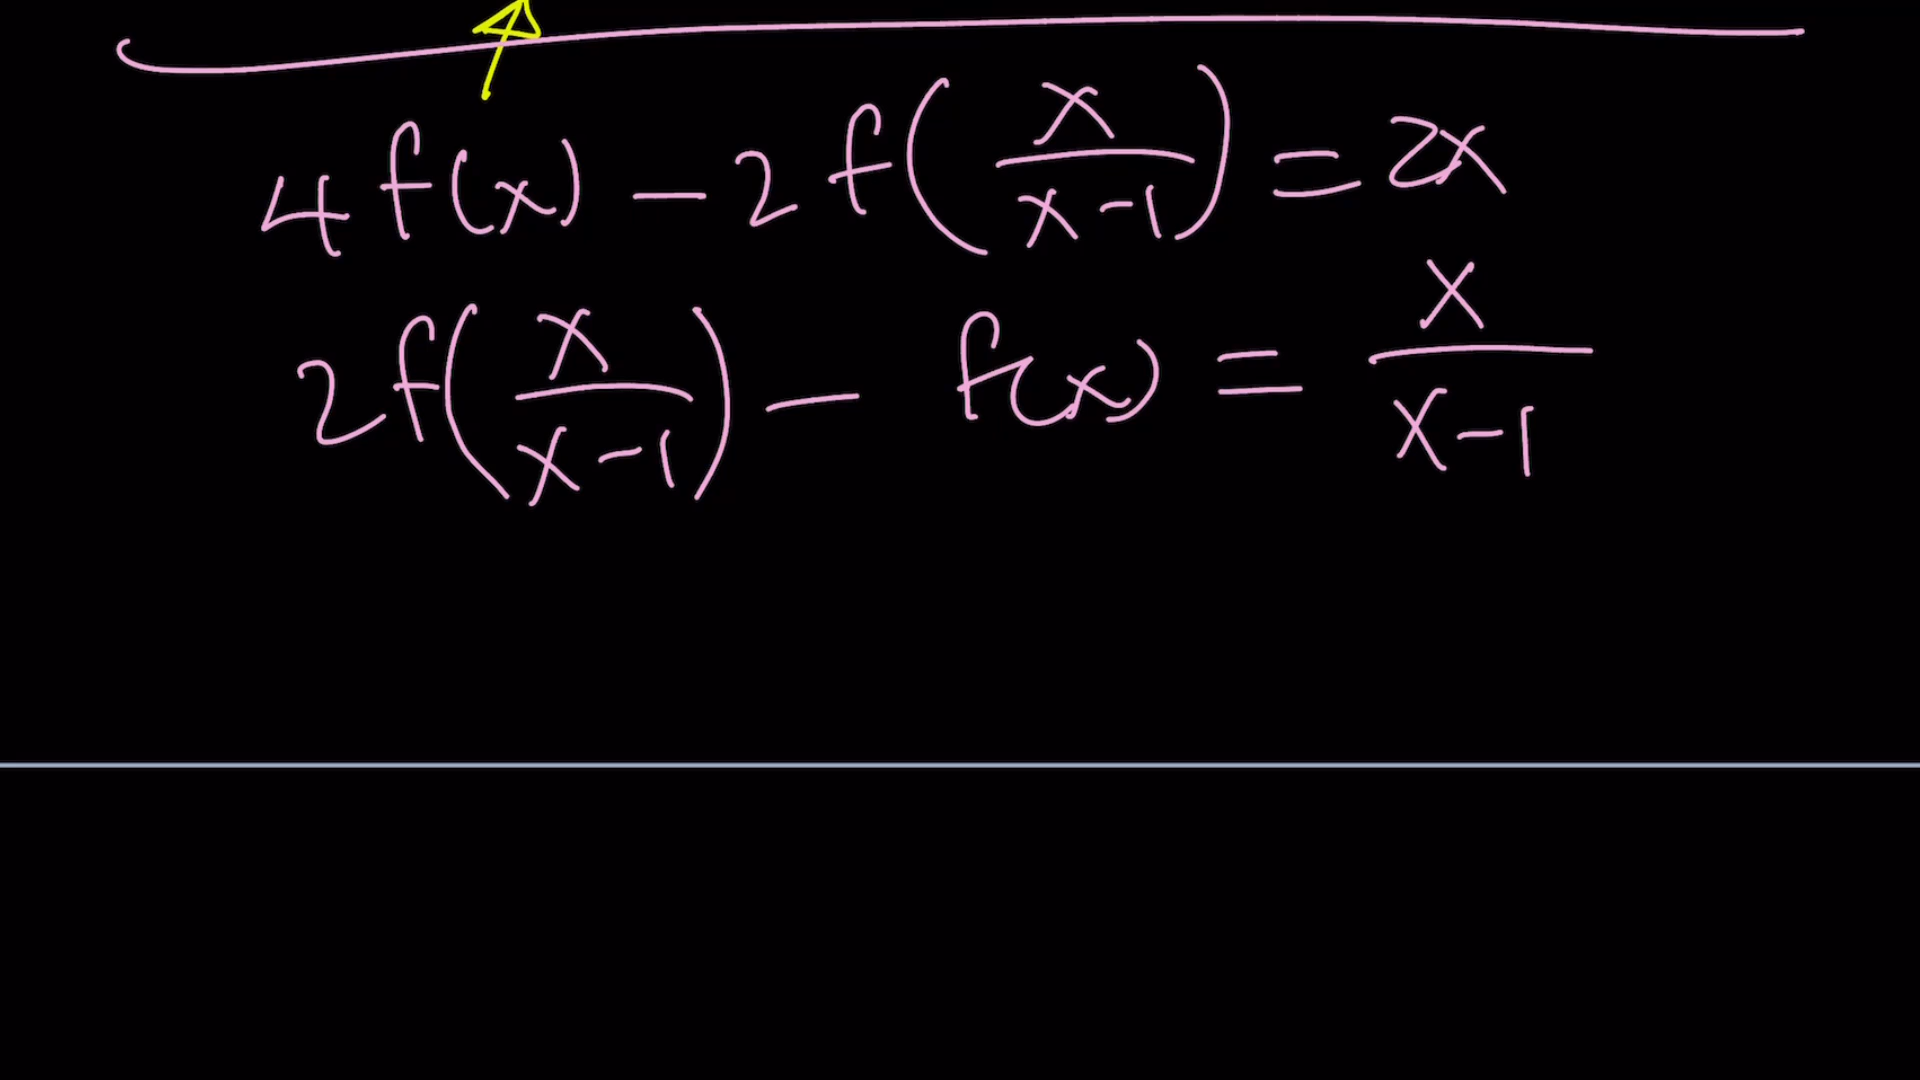 4f(x) - 2f(x/(x-1)) = 2x
2f(x/(x-1)) - f(x) = x/(x-1)